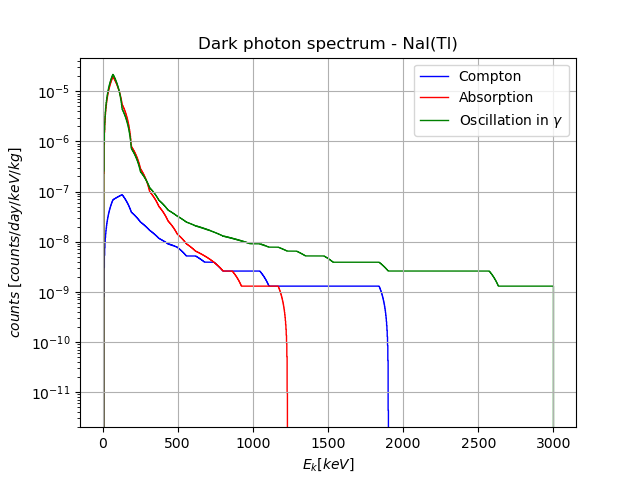 Dark photon spectrum - NaI(Tl)
Compton
Absorption
Oscillation in γ
counts [counts/day/keV/kg]
10⁻⁵
10⁻⁶
10⁻⁷
10⁻⁸
10⁻⁹
10⁻¹⁰
10⁻¹¹
0 500 1000 1500 2000 2500 3000
Eₖ[keV]